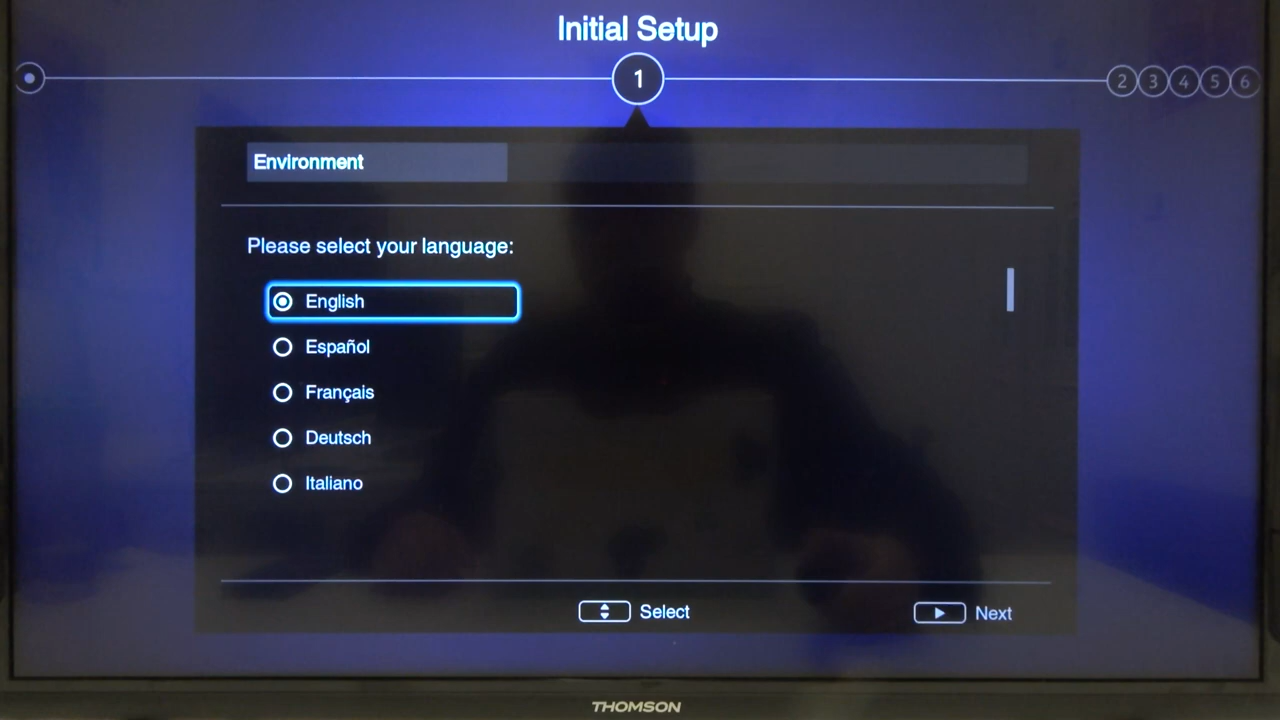 Initial Setup
1
2 3 4 5 6
Environment
Please select your language:
English
Español
Français
Deutsch
Italiano
Select
Next
THOMSON